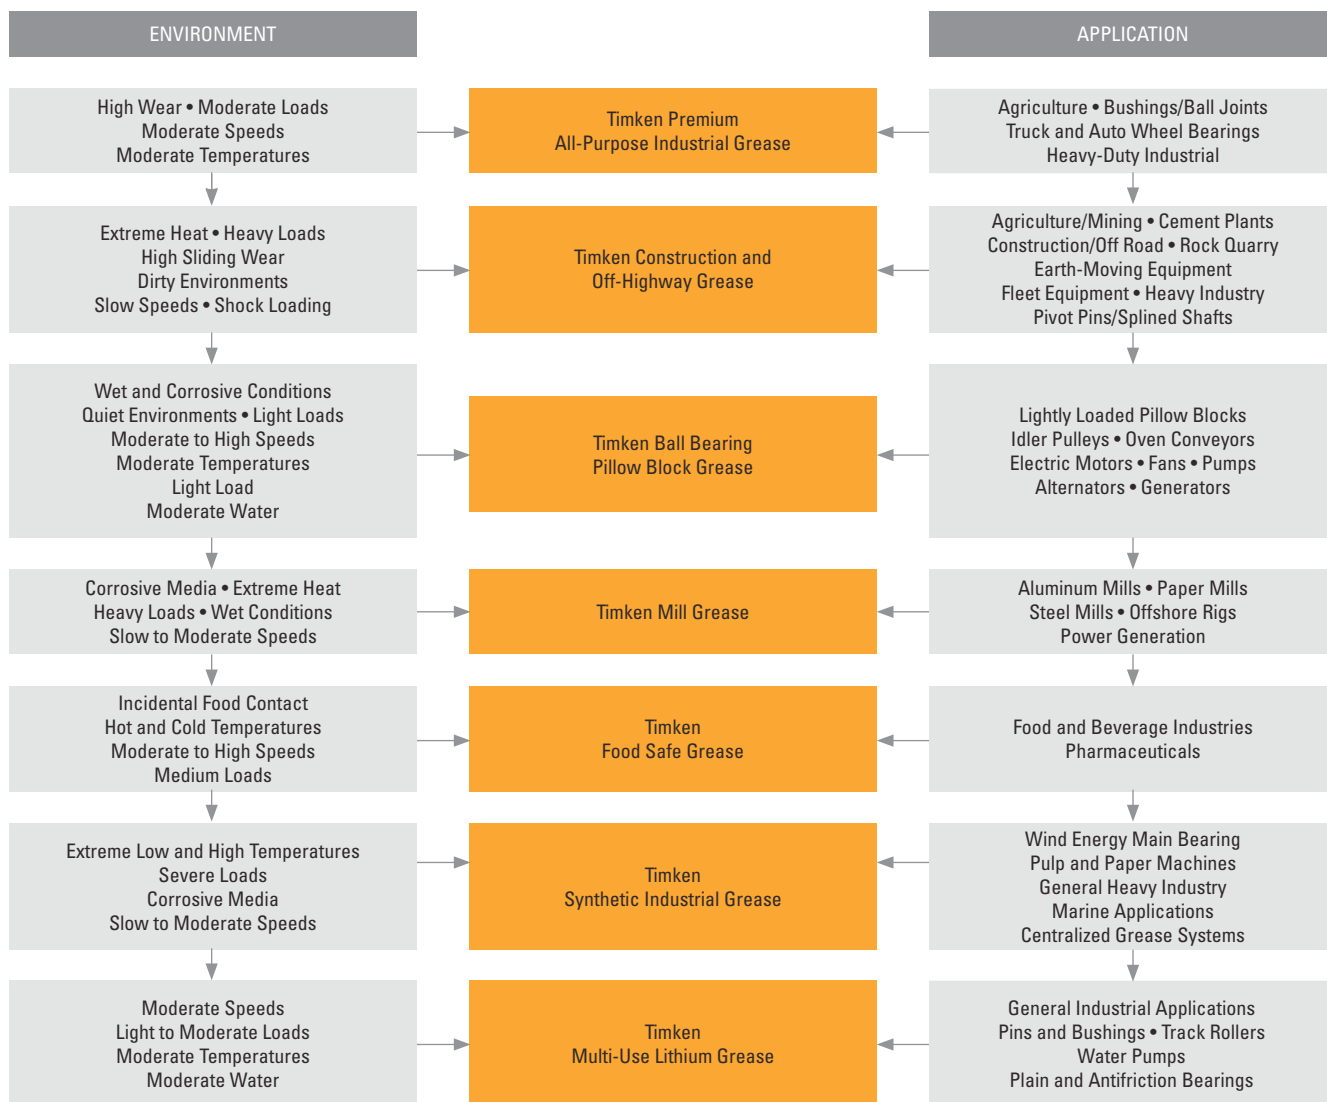 ENVIRONMENT
APPLICATION
High Wear • Moderate Loads
Moderate Speeds
Moderate Temperatures
Timken Premium
All-Purpose Industrial Grease
Agriculture • Bushings/Ball Joints
Truck and Auto Wheel Bearings
Heavy-Duty Industrial
Extreme Heat • Heavy Loads
High Sliding Wear
Dirty Environments
Slow Speeds • Shock Loading
Timken Construction and
Off-Highway Grease
Agriculture/Mining • Cement Plants
Construction/Off Road • Rock Quarry
Earth-Moving Equipment
Fleet Equipment • Heavy Industry
Pivot Pins/Splined Shafts
Wet and Corrosive Conditions
Quiet Environments • Light Loads
Moderate to High Speeds
Moderate Temperatures
Light Load
Moderate Water
Timken Ball Bearing
Pillow Block Grease
Lightly Loaded Pillow Blocks
Idler Pulleys • Oven Conveyors
Electric Motors • Fans • Pumps
Alternators • Generators
Corrosive Media • Extreme Heat
Heavy Loads • Wet Conditions
Slow to Moderate Speeds
Timken Mill Grease
Aluminum Mills • Paper Mills
Steel Mills • Offshore Rigs
Power Generation
Incidental Food Contact
Hot and Cold Temperatures
Moderate to High Speeds
Medium Loads
Timken
Food Safe Grease
Food and Beverage Industries
Pharmaceuticals
Extreme Low and High Temperatures
Severe Loads
Corrosive Media
Slow to Moderate Speeds
Timken
Synthetic Industrial Grease
Wind Energy Main Bearing
Pulp and Paper Machines
General Heavy Industry
Marine Applications
Centralized Grease Systems
Moderate Speeds
Light to Moderate Loads
Moderate Temperatures
Moderate Water
Timken
Multi-Use Lithium Grease
General Industrial Applications
Pins and Bushings • Track Rollers
Water Pumps
Plain and Antifriction Bearings